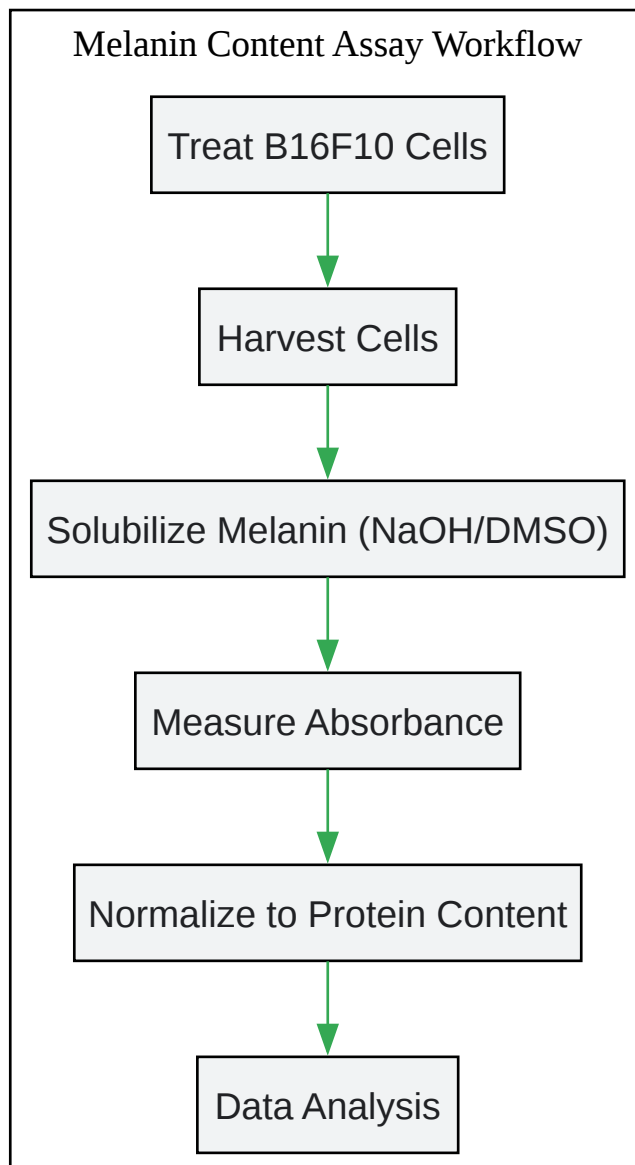 Melanin Content Assay Workflow
Treat B16F10 Cells
Harvest Cells
Solubilize Melanin (NaOH/DMSO)
Measure Absorbance
Normalize to Protein Content
Data Analysis